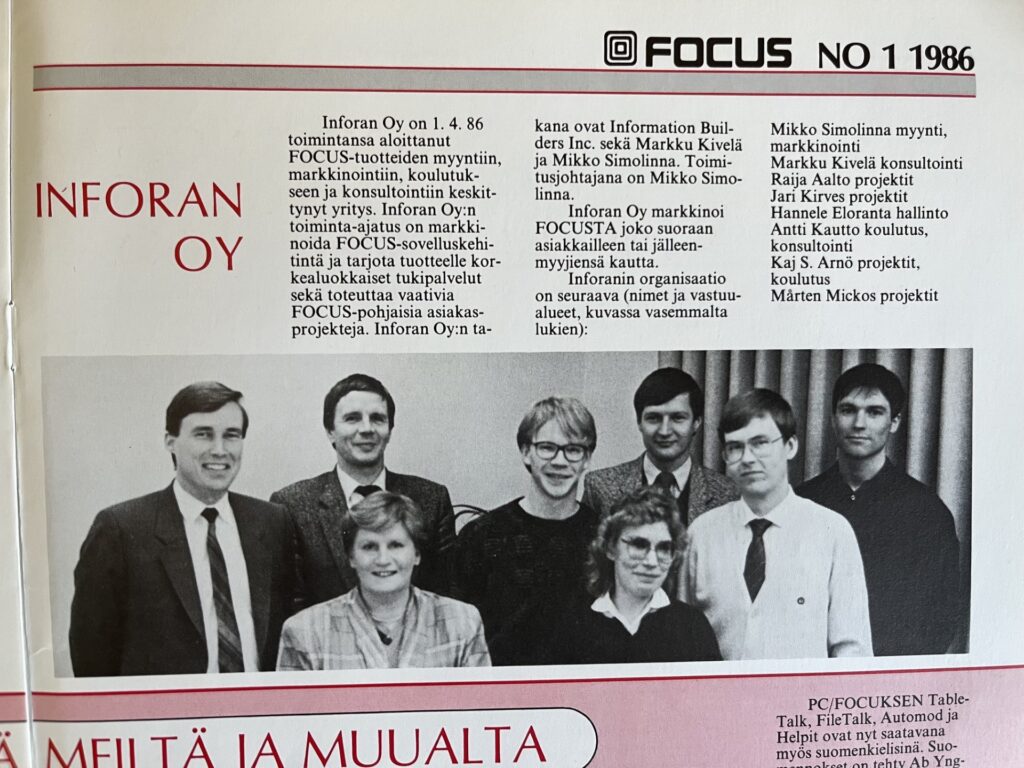 FOCUS NO 1 1986
INFORAN
OY
Inforan Oy on 1. 4. 86
toimintansa aloittanut
FOCUS-tuotteiden myyntiin,
markkinointiin, koulutuk-
seen ja konsultointiin keskit-
tynyt yritys. Inforan Oy:n
toiminta-ajatus on markki-
noida FOCUS-sovelluskehi-
tintä ja tarjota tuotteelle kor-
kealuokkaiset tukipalvelut
sekä toteuttaa vaativia
FOCUS-pohjaisia asiakas-
projekteja. Inforan Oy:n ta-
kana ovat Information Buil-
ders Inc. sekä Markku Kivelä
ja Mikko Simolinna. Toimi-
tusjohtajana on Mikko Simo-
linna.
Inforan Oy markkinoi
FOCUSTA joko suoraan
asiakkailleen tai jälleen-
myyjiensä kautta.
Inforanin organisaatio
on seuraava (nimet ja vastuu-
alueet, kuvassa vasemmalta
lukien):
Mikko Simolinna myynti,
markkinointi
Markku Kivelä konsultointi
Raija Aalto projektit
Jari Kirves projektit
Hannele Eloranta hallinto
Antti Kautto koulutus,
konsultointi
Kaj S. Arnö projektit,
koulutus
Mårten Mickos projektit
Ä MEILTÄ JA MUUALTA
PC/FOCUKSEN Table-
Talk, FileTalk, Automod ja
Helpit ovat nyt saatavana
myös suomenkielisinä. Suo-
mennokset on tehty Ab Yng-